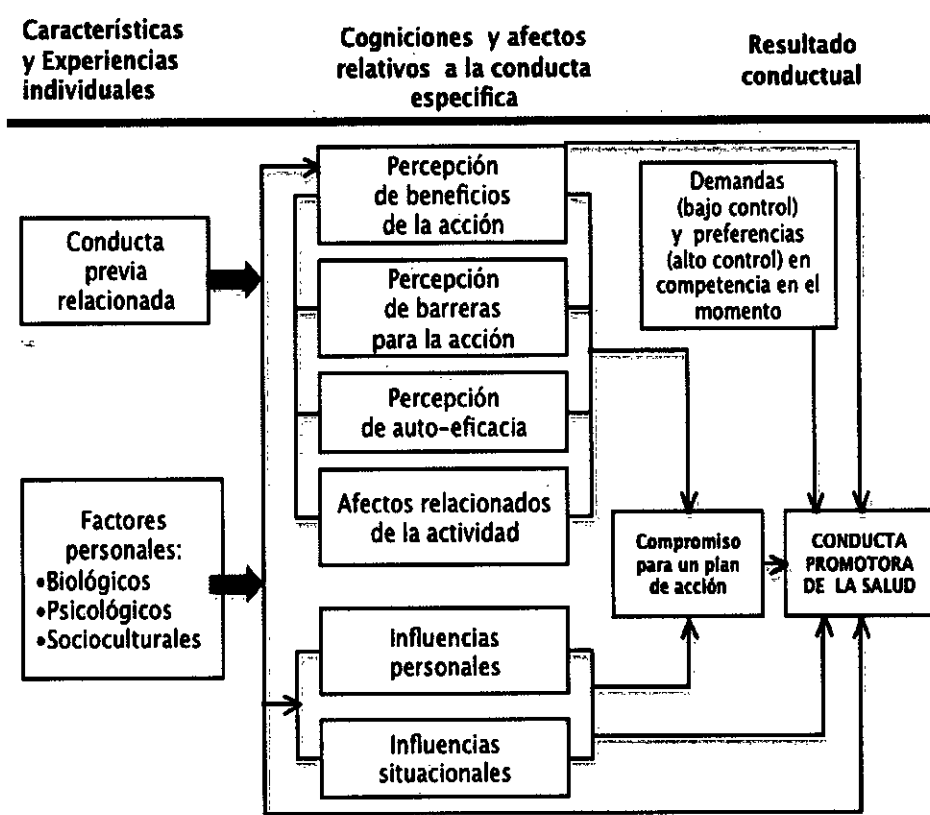 Características
y Experiencias
individuales
Cogniciones y afectos
relativos a la conducta
específica
Resultado
conductual
Conducta
previa
relacionada
Factores
personales:
•Biológicos
•Psicológicos
•Socioculturales
Percepción
de beneficios
de la acción
Percepción
de barreras
para la acción
Percepción
de auto-eficacia
Afectos relacionados
de la actividad
Influencias
personales
Influencias
situacionales
Demandas
(bajo control)
y preferencias
(alto control) en
competencia en el
momento
Compromiso
para un plan
de acción
CONDUCTA
PROMOTORA
DE LA SALUD